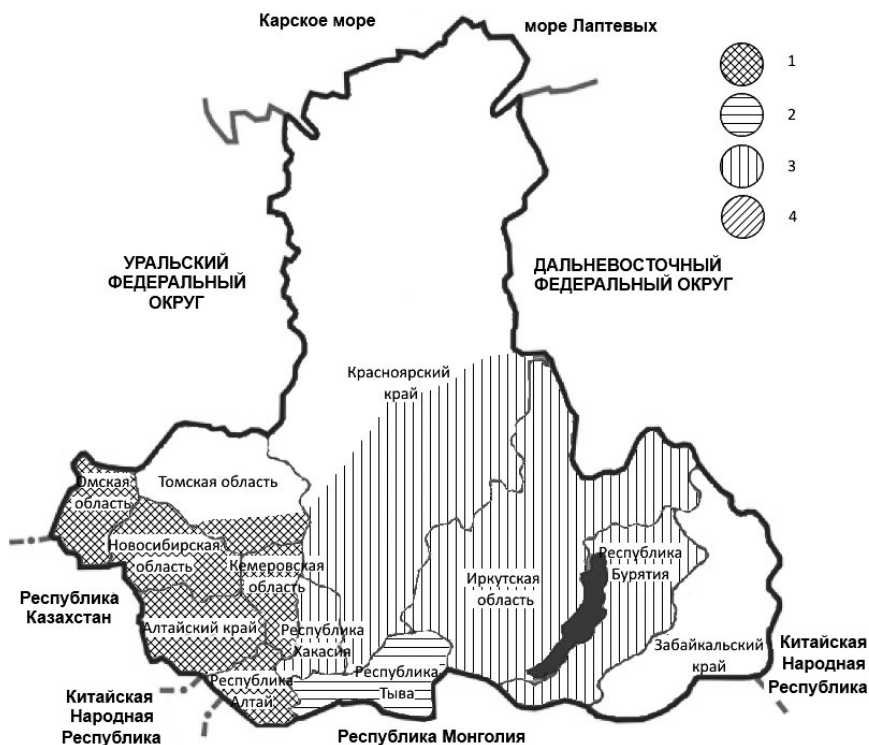 Карское море
море Лаптевых
1
2
3
4
УРАЛЬСКИЙ
ФЕДЕРАЛЬНЫЙ
ОКРУГ
ДАЛЬНЕВОСТОЧНЫЙ
ФЕДЕРАЛЬНЫЙ ОКРУГ
Красноярский
край
Омская
область
Томская область
Новосибирская
область
Кемеровская
область
Республика
Казахстан
Алтайский край
Республика
Хакасия
Иркутская
область
Республика
Бурятия
Забайкальский
край
Китайская
Народная
Республика
Республика
Алтай
Республика
Тыва
Китайская
Народная
Республика
Республика Монголия